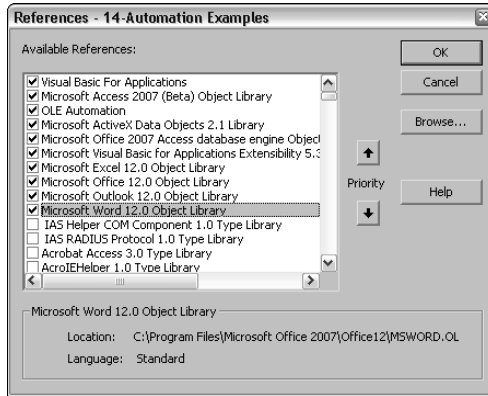 References - 14-Automation Examples
Available References:
Visual Basic For Applications
Microsoft Access 2007 (Beta) Object Library
OLE Automation
Microsoft ActiveX Data Objects 2.1 Library
Microsoft Office 2007 Access database engine Object
Microsoft Visual Basic for Applications Extensibility 5.3
Microsoft Excel 12.0 Object Library
Microsoft Office 12.0 Object Library
Microsoft Outlook 12.0 Object Library
Microsoft Word 12.0 Object Library
IAS Helper COM Component 1.0 Type Library
IAS RADIUS Protocol 1.0 Type Library
Acrobat Access 3.0 Type Library
AcroIEHelper 1.0 Type Library
Priority
OK
Cancel
Browse...
Help
Microsoft Word 12.0 Object Library
Location: C:\Program Files\Microsoft Office 2007\Office12\MSWORD.OL
Language: Standard